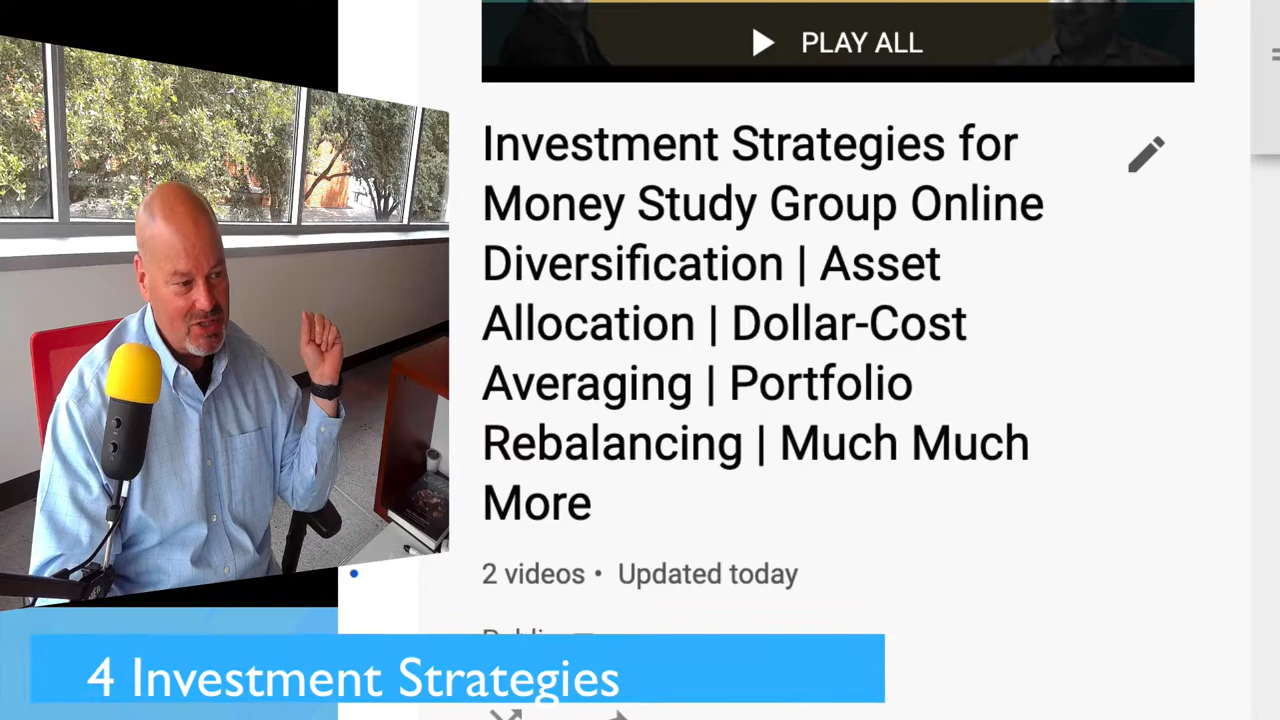 PLAY ALL
Investment Strategies for
Money Study Group Online
Diversification | Asset
Allocation | Dollar-Cost
Averaging | Portfolio
Rebalancing | Much Much
More
2 videos • Updated today
4 Investment Strategies